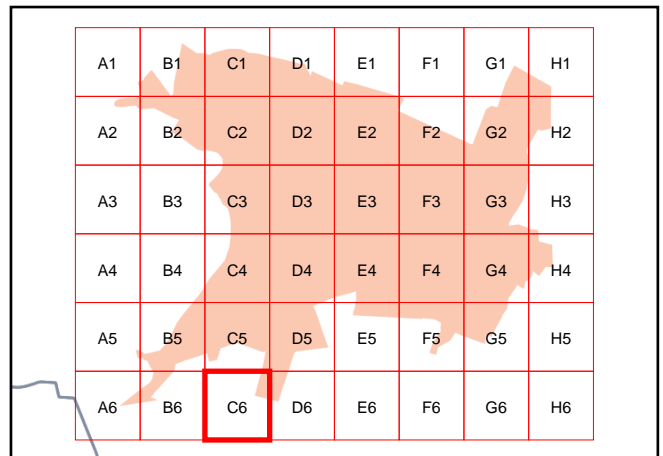 A1 B1 C1 D1 E1 F1 G1 H1
A2 B2 C2 D2 E2 F2 G2 H2
A3 B3 C3 D3 E3 F3 G3 H3
A4 B4 C4 D4 E4 F4 G4 H4
A5 B5 C5 D5 E5 F5 G5 H5
A6 B6 C6 D6 E6 F6 G6 H6